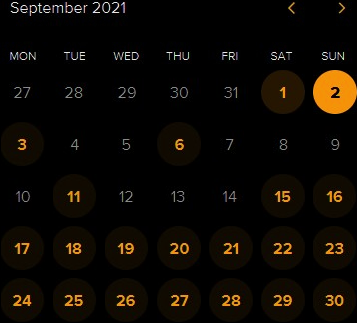 September 2021
MON TUE WED THU FRI SAT SUN
27 28 29 30 31 1 2
3 4 5 6 7 8 9
10 11 12 13 14 15 16
17 18 19 20 21 22 23
24 25 26 27 28 29 30